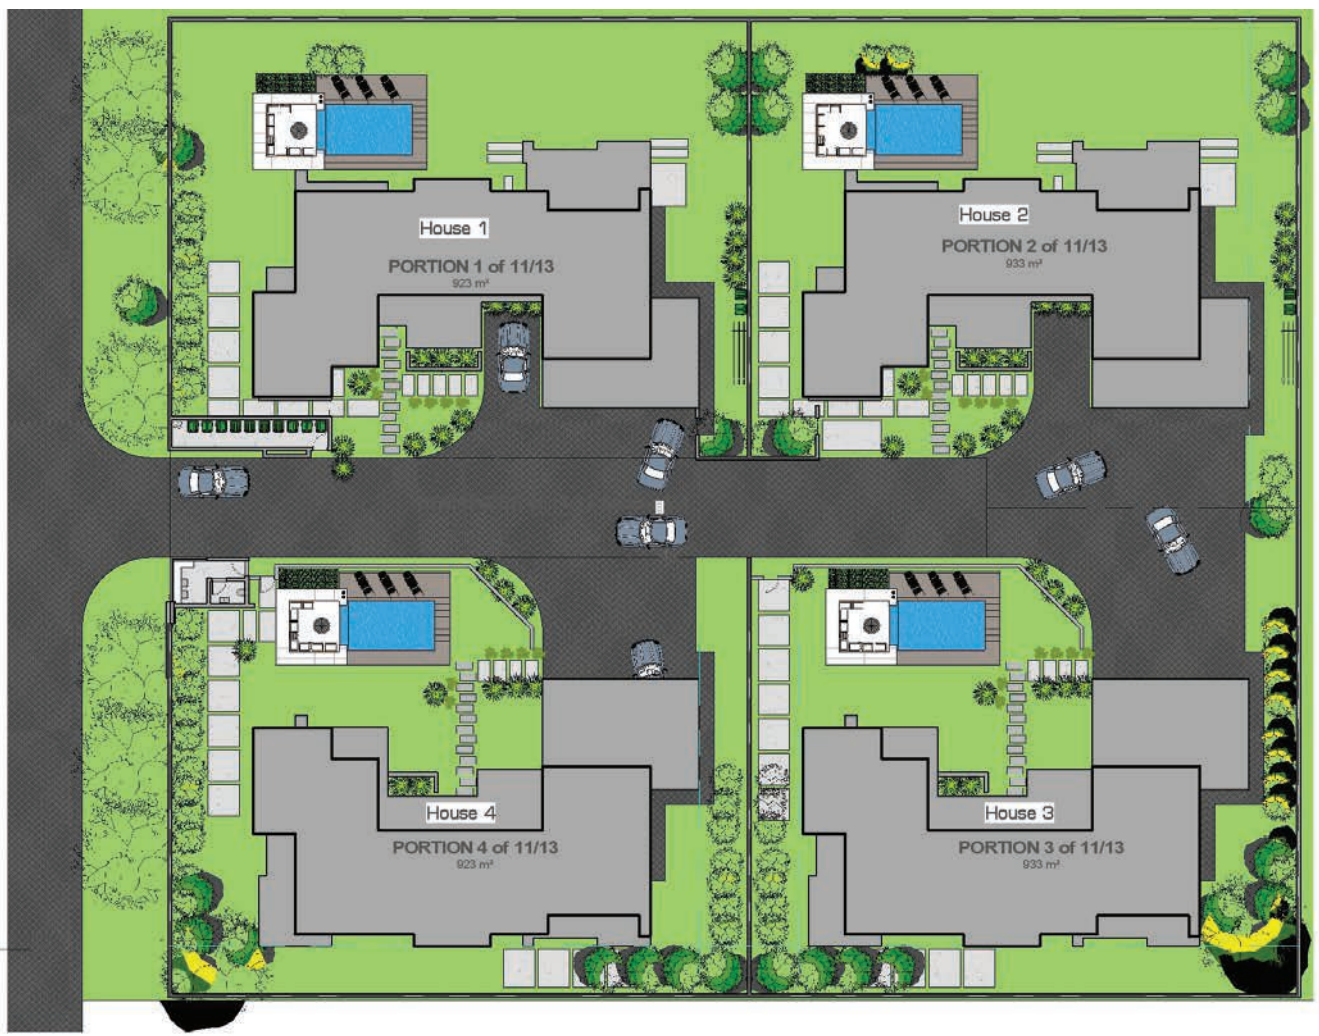 House 1
PORTION 1 of 11/13
923 m²
House 2
PORTION 2 of 11/13
933 m²
House 4
PORTION 4 of 11/13
923 m²
House 3
PORTION 3 of 11/13
933 m²